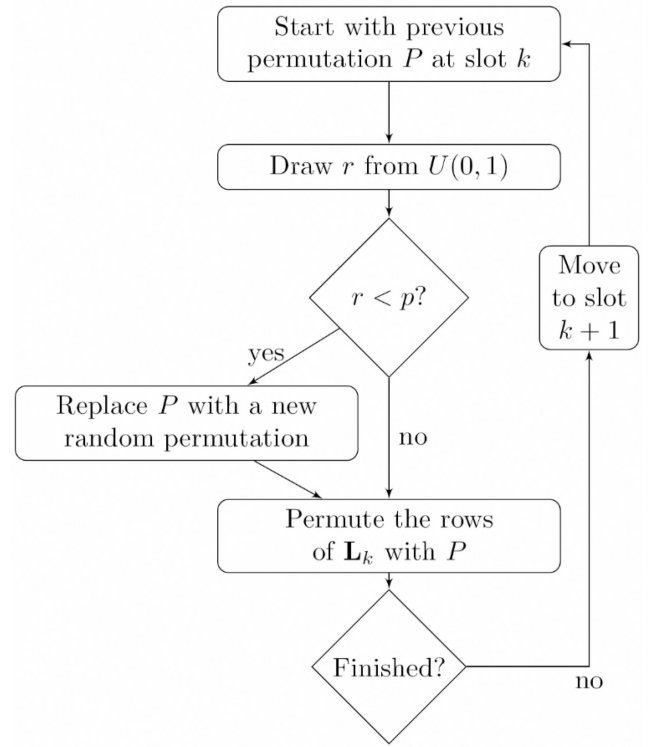 Start with previous
permutation P at slot k
Draw r from U(0, 1)
r < p?
yes
Replace P with a new
random permutation
no
Permute the rows
of L_k with P
Finished?
no
Move
to slot
k + 1